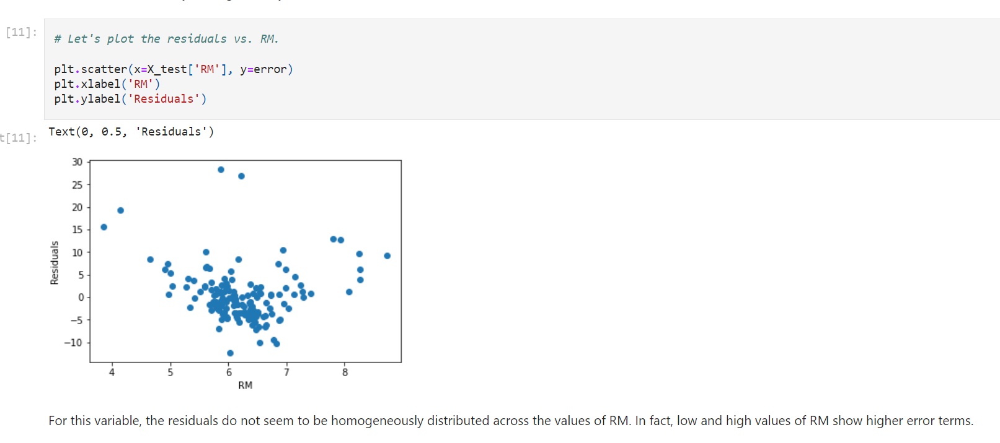 [11]:
# Let's plot the residuals vs. RM.
plt.scatter(x=X_test['RM'], y=error)
plt.xlabel('RM')
plt.ylabel('Residuals')
t[11]:
Text(0, 0.5, 'Residuals')
30
25
20
15
10
5
0
−5
−10
Residuals
4 5 6 7 8
RM
For this variable, the residuals do not seem to be homogeneously distributed across the values of RM. In fact, low and high values of RM show higher error terms.